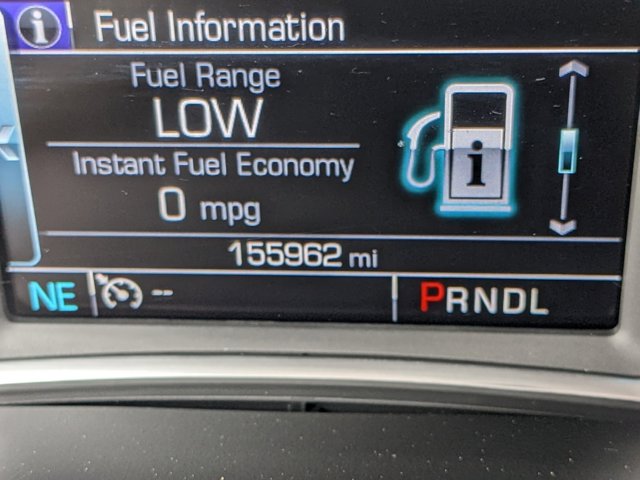 i Fuel Information
Fuel Range
LOW
Instant Fuel Economy
0 mpg
i
155962 mi
NE -- PRNDL